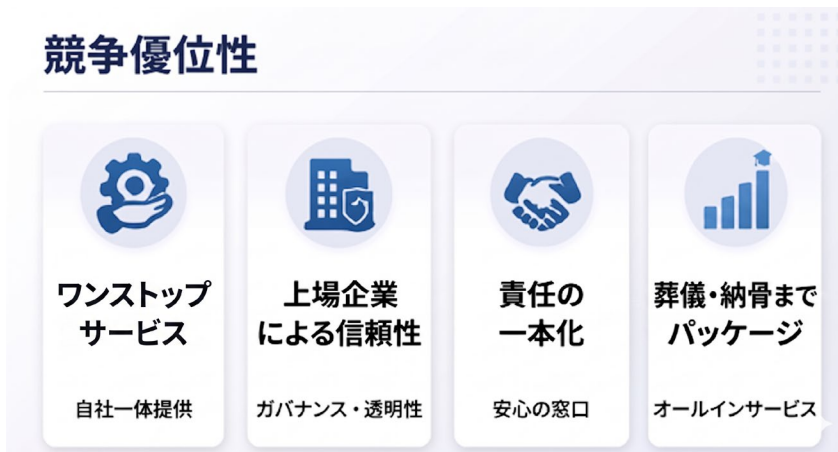 競争優位性
ワンストップ
サービス
自社一体提供
上場企業
による信頼性
ガバナンス・透明性
責任の
一本化
安心の窓口
葬儀・納骨まで
パッケージ
オールインサービス